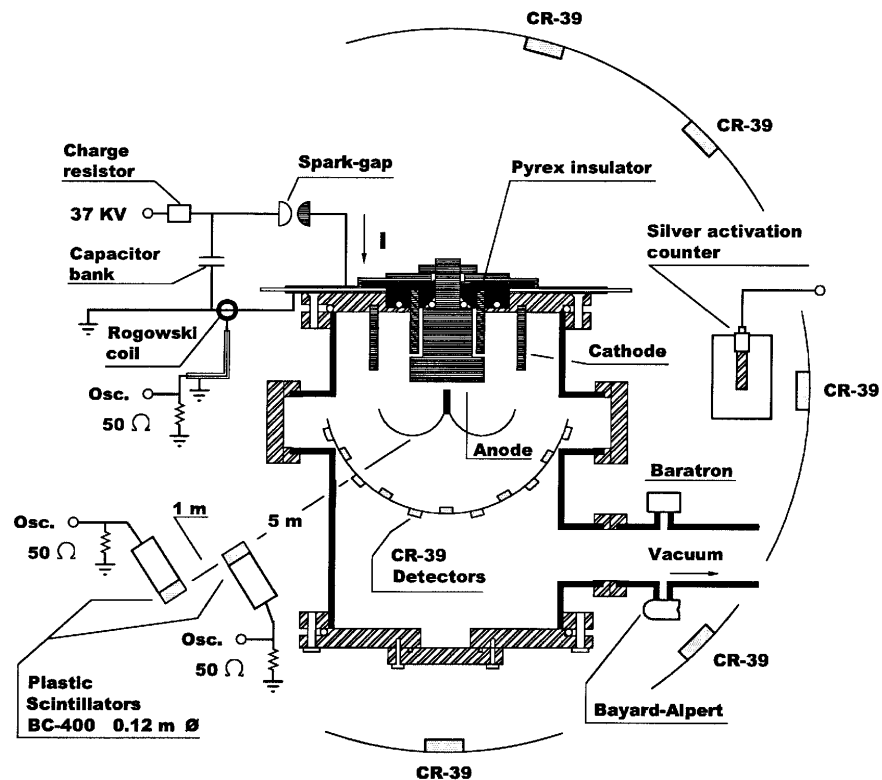 CR-39
CR-39
Charge
resistor
Spark-gap
Pyrex insulator
37 KV
I
Silver activation
counter
Capacitor
bank
Rogowski
coil
Cathode
CR-39
Osc.
50 Ω
Anode
Baratron
1 m
5 m
Osc.
50 Ω
CR-39
Detectors
Vacuum
Osc.
50 Ω
CR-39
Plastic
Scintillators
BC-400 0.12 m Ø
Bayard-Alpert
CR-39